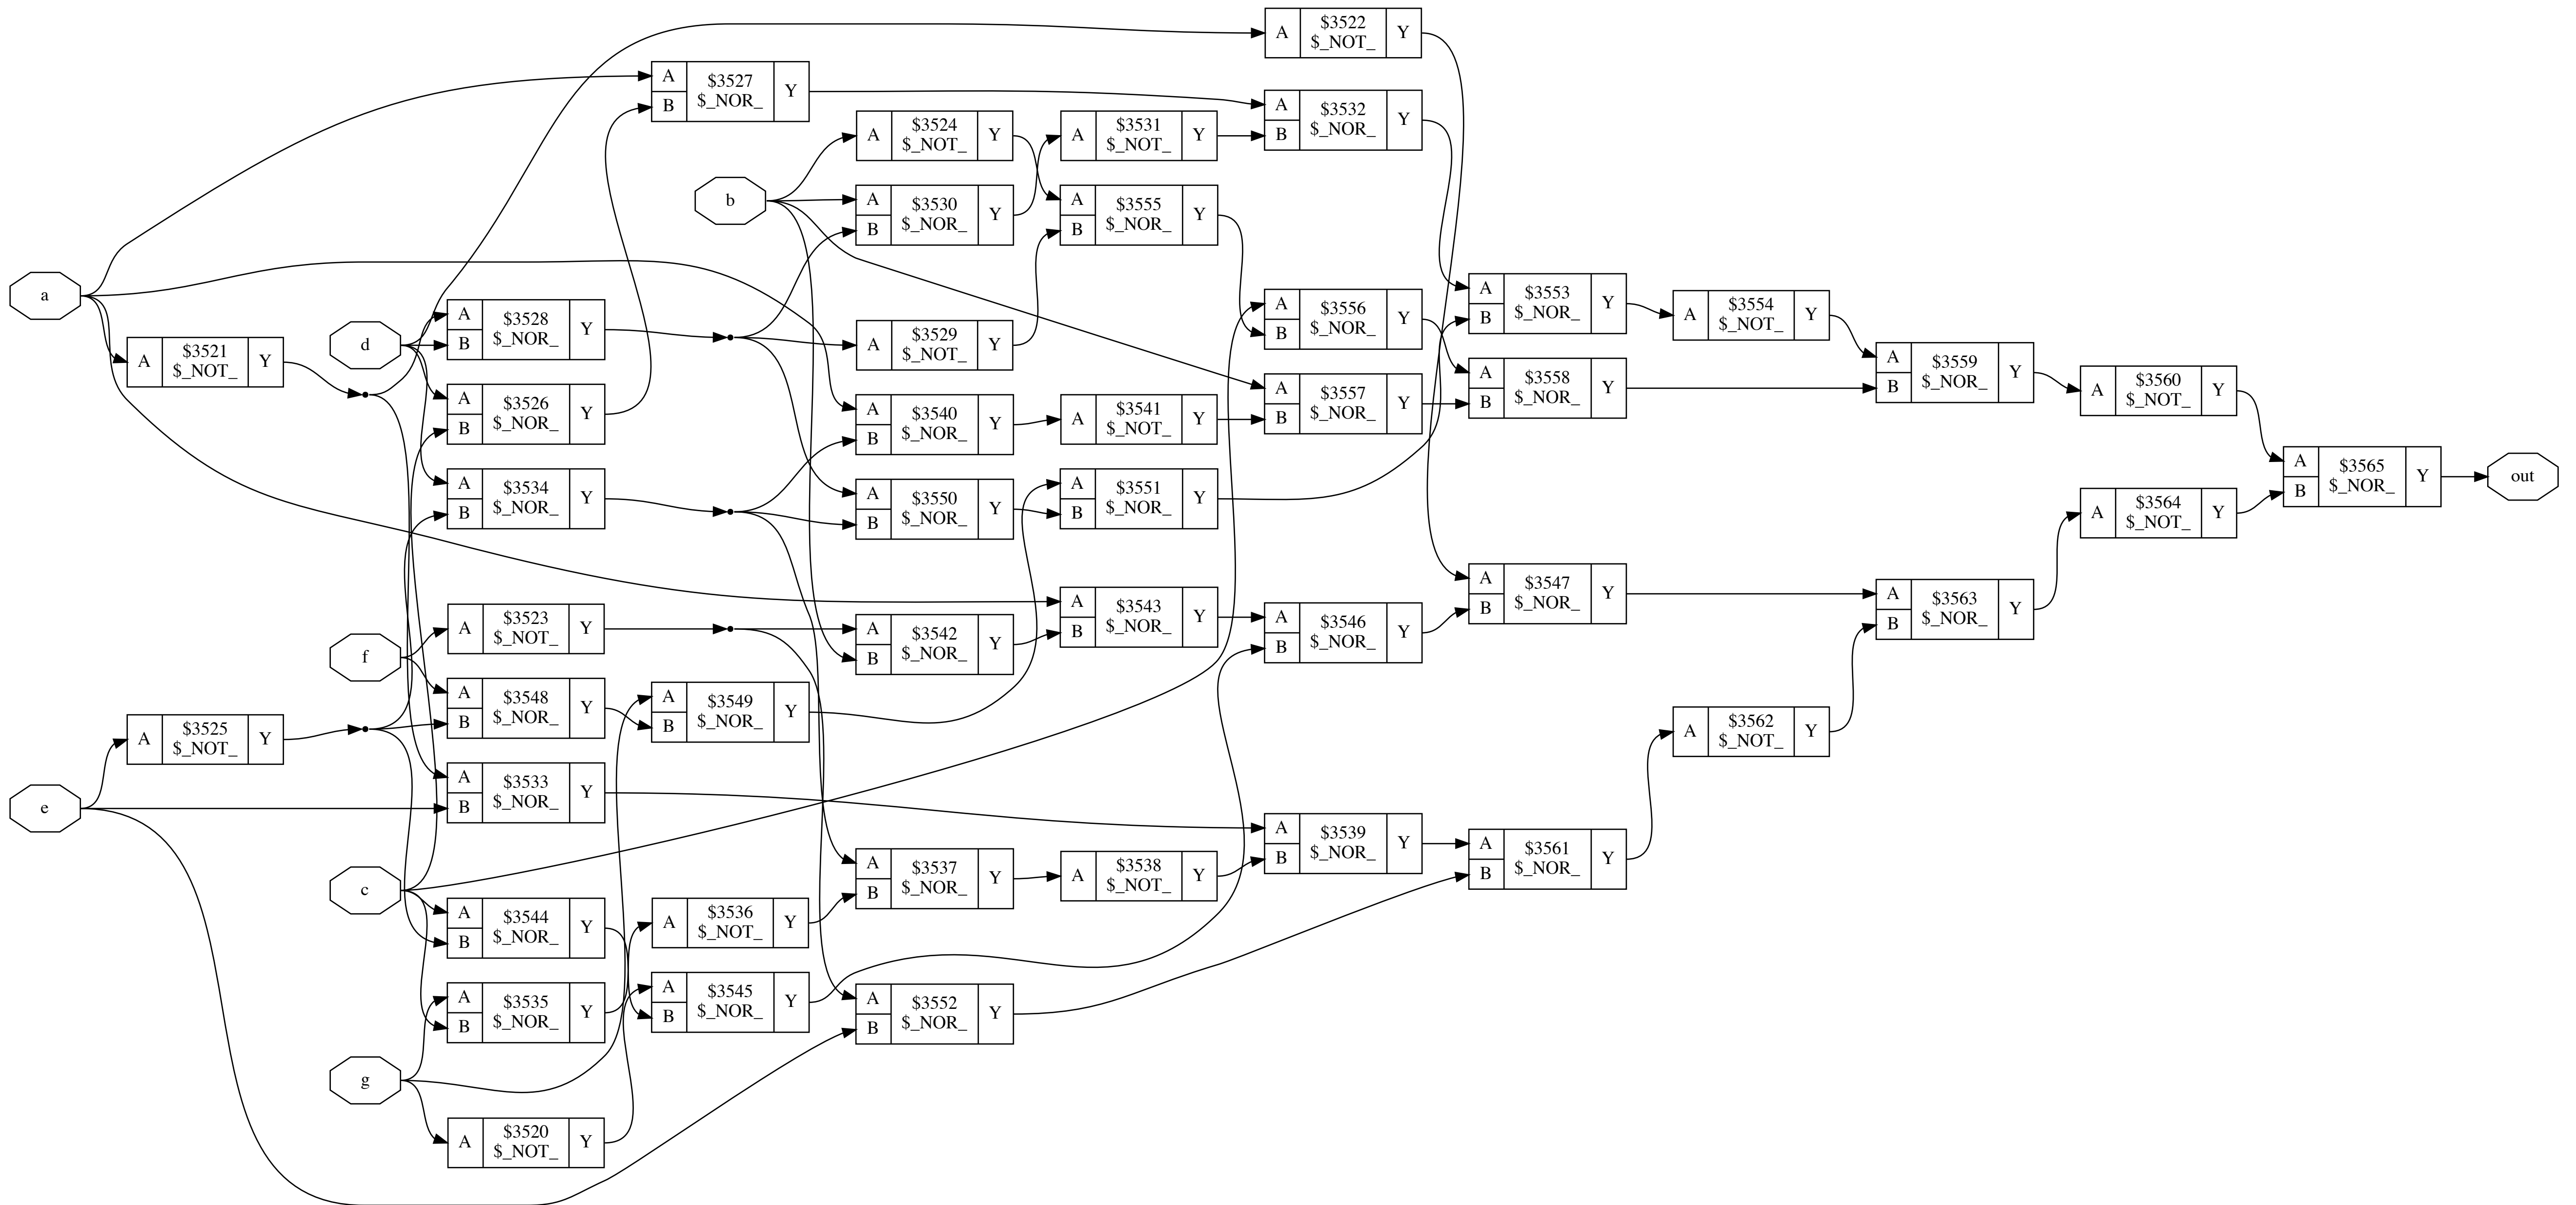 A $3522 Y
$_NOT_
A $3527 Y
B $_NOR_
A $3532 Y
B $_NOR_
A $3524 Y
$_NOT_
A $3531 Y
$_NOT_
b
A $3530 Y
B $_NOR_
A $3555 Y
B $_NOR_
a
A $3528 Y
B $_NOR_
A $3529 Y
$_NOT_
A $3556 Y
B $_NOR_
A $3553 Y
B $_NOR_
A $3554 Y
$_NOT_
d
A $3521 Y
$_NOT_
A $3559 Y
B $_NOR_
A $3558 Y
B $_NOR_
A $3560 Y
$_NOT_
A $3526 Y
B $_NOR_
A $3540 Y
B $_NOR_
A $3541 Y
$_NOT_
A $3557 Y
B $_NOR_
A $3565 Y
B $_NOR_
out
A $3534 Y
B $_NOR_
A $3550 Y
B $_NOR_
A $3551 Y
B $_NOR_
A $3564 Y
$_NOT_
A $3547 Y
B $_NOR_
A $3563 Y
B $_NOR_
A $3543 Y
B $_NOR_
A $3546 Y
B $_NOR_
f
A $3523 Y
$_NOT_
A $3542 Y
B $_NOR_
A $3548 Y
B $_NOR_
A $3549 Y
B $_NOR_
A $3525 Y
$_NOT_
A $3562 Y
$_NOT_
e
A $3533 Y
B $_NOR_
A $3539 Y
B $_NOR_
A $3561 Y
B $_NOR_
c
A $3537 Y
B $_NOR_
A $3538 Y
$_NOT_
A $3544 Y
B $_NOR_
A $3536 Y
$_NOT_
A $3535 Y
B $_NOR_
A $3545 Y
B $_NOR_
A $3552 Y
B $_NOR_
g
A $3520 Y
$_NOT_